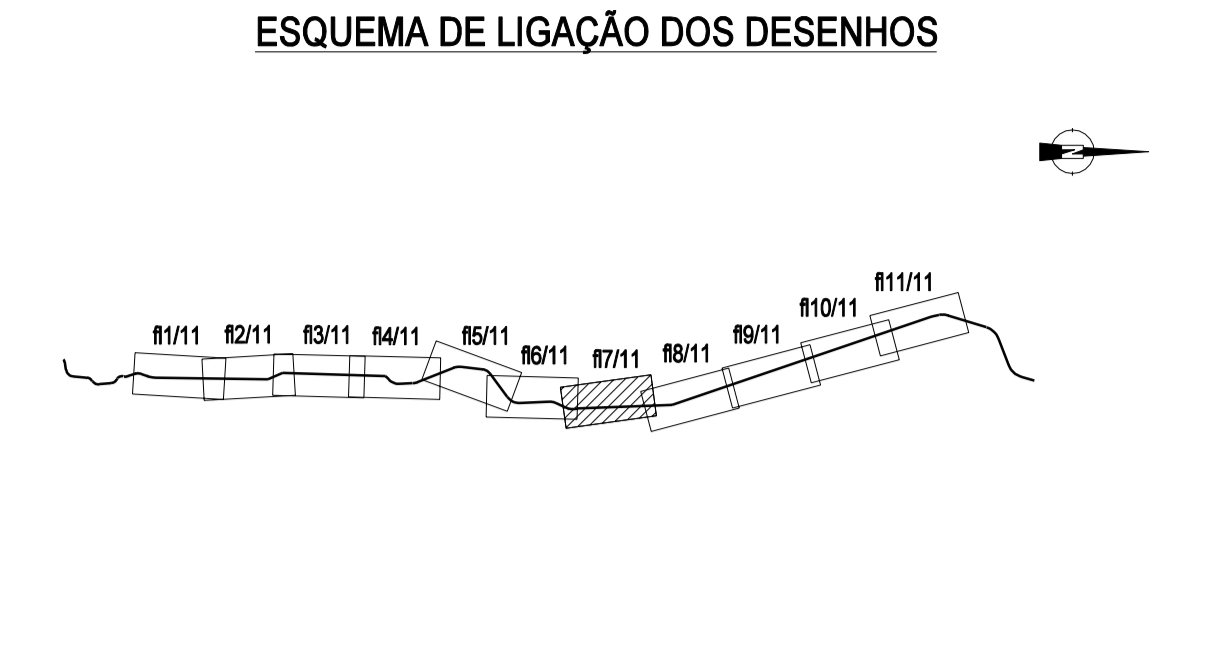 ESQUEMA DE LIGAÇÃO DOS DESENHOS
N
fl11/11
fl10/11
fl9/11
fl1/11
fl2/11
fl3/11
fl4/11
fl5/11
fl6/11
fl7/11
fl8/11